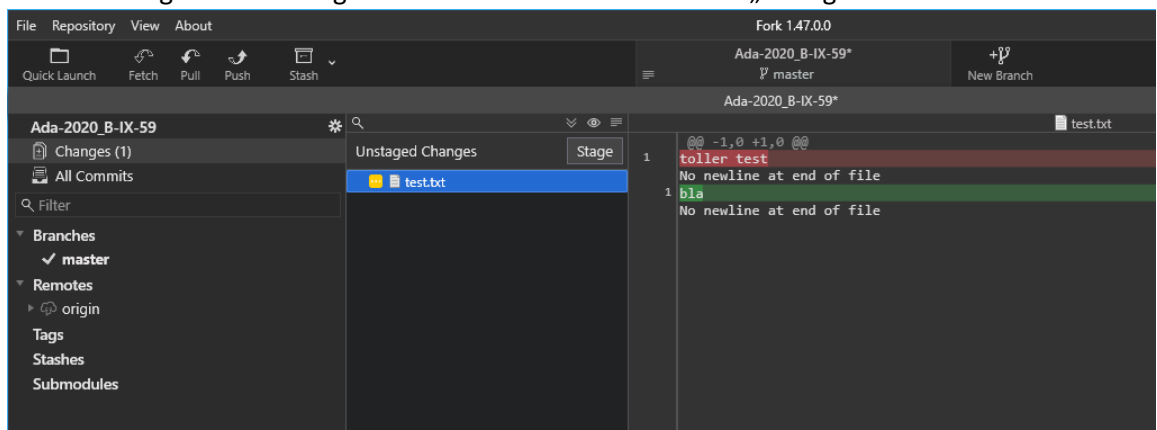 File Repository View About
Fork 1.47.0.0
Quick Launch Fetch Pull Push Stash
Ada-2020_B-IX-59*
master
New Branch
Ada-2020_B-IX-59*
Ada-2020_B-IX-59
Changes (1)
All Commits
Filter
Branches
master
Remotes
origin
Tags
Stashes
Submodules
Unstaged Changes Stage
test.txt
test.txt
@@ -1,0 +1,0 @@
1 toller test
No newline at end of file
1 bla
No newline at end of file